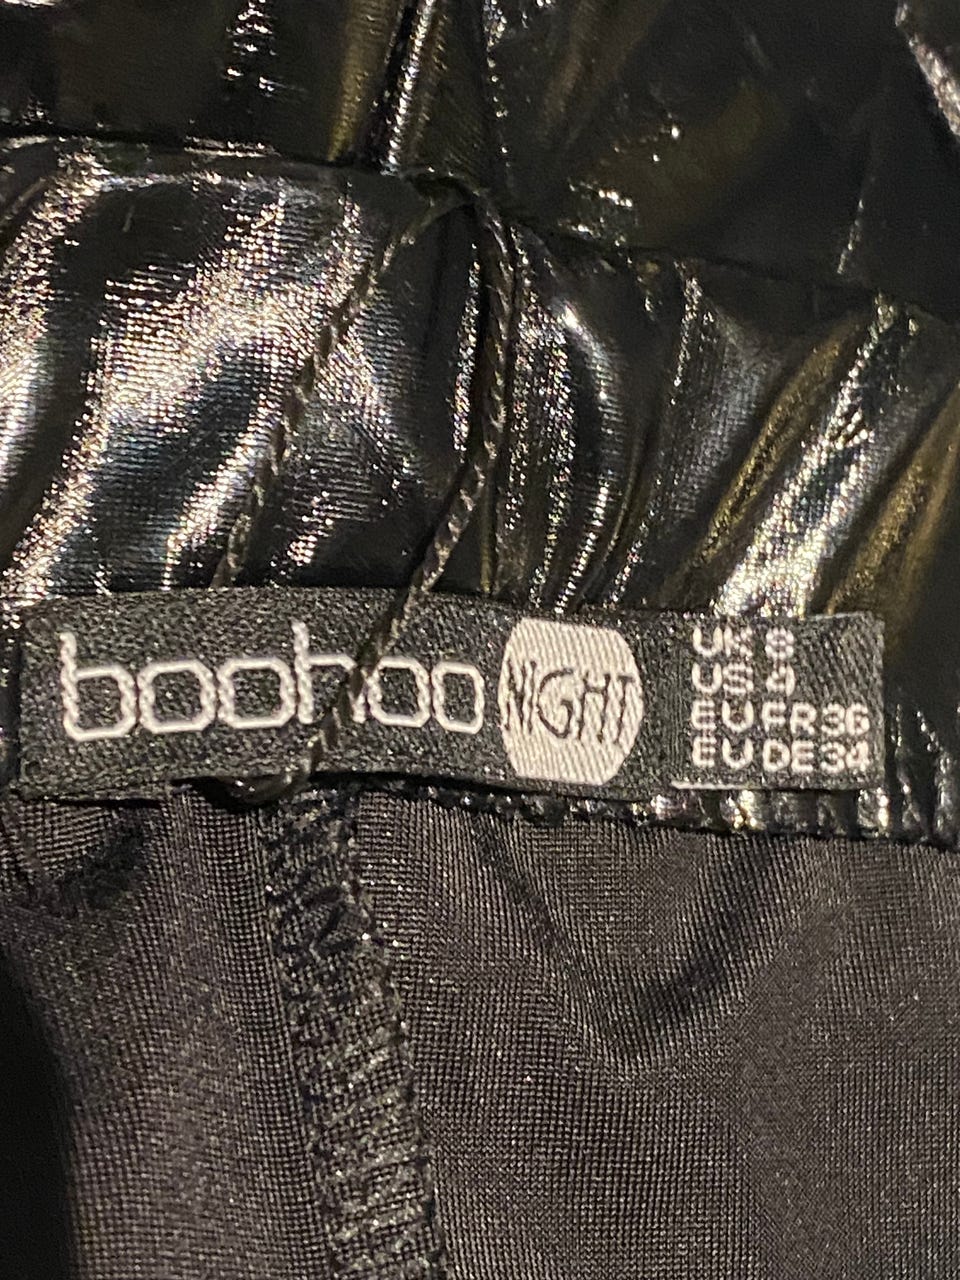 boohoo NIGHT
UK 8
US 4
EU FR 36
EU DE 34